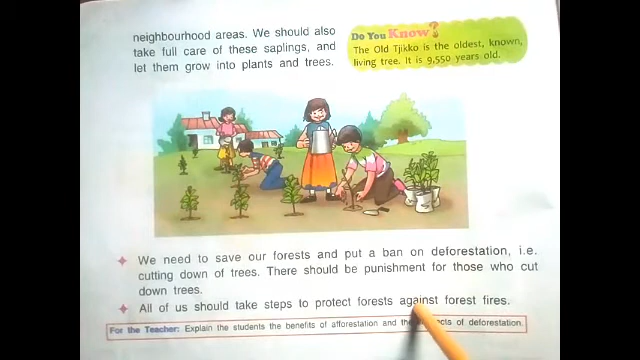 neighbourhood areas. We should also
take full care of these saplings, and
let them grow into plants and trees.
Do You Know?
The Old Tjikko is the oldest, known,
living tree. It is 9,550 years old.
We need to save our forests and put a ban on deforestation, i.e.
cutting down of trees. There should be punishment for those who cut
down trees.
All of us should take steps to protect forests against forest fires.
For the Teacher: Explain the students the benefits of afforestation and the of deforestation.